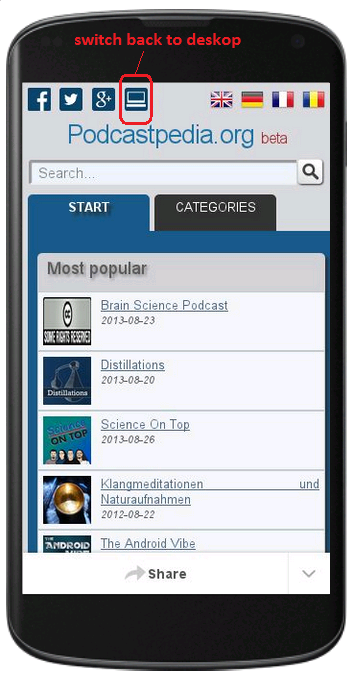 switch back to deskop
Podcastpedia.org beta
Search...
START
CATEGORIES
Most popular
cc
SOME RIGHTS RESERVED
Brain Science Podcast
2013-08-23
Distillations
Distillations
2013-08-20
Science
ON TOP
Science On Top
2013-08-26
Klangmeditationen und
Naturaufnahmen
2012-08-22
THE
ANDROID
The Android Vibe
Share